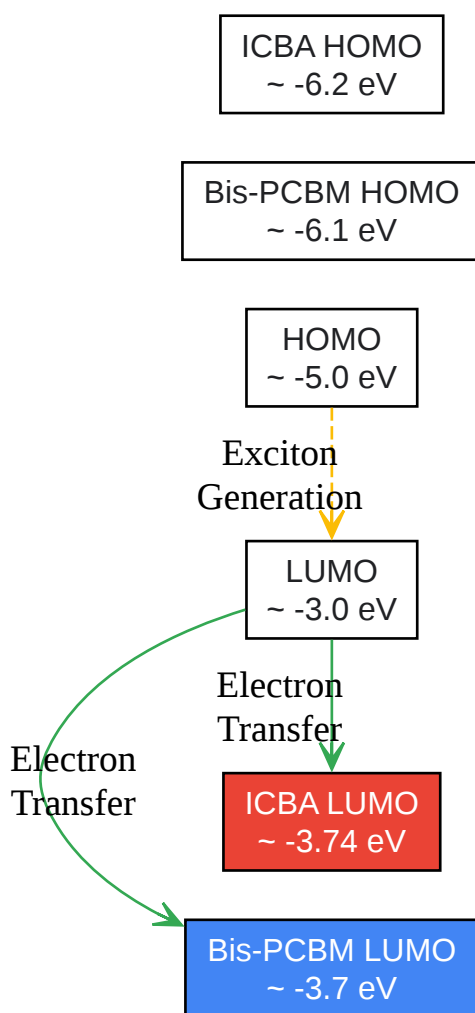 ICBA HOMO
~ -6.2 eV
Bis-PCBM HOMO
~ -6.1 eV
HOMO
~ -5.0 eV
Exciton
Generation
LUMO
~ -3.0 eV
Electron
Transfer
Electron
Transfer
ICBA LUMO
~ -3.74 eV
Bis-PCBM LUMO
~ -3.7 eV